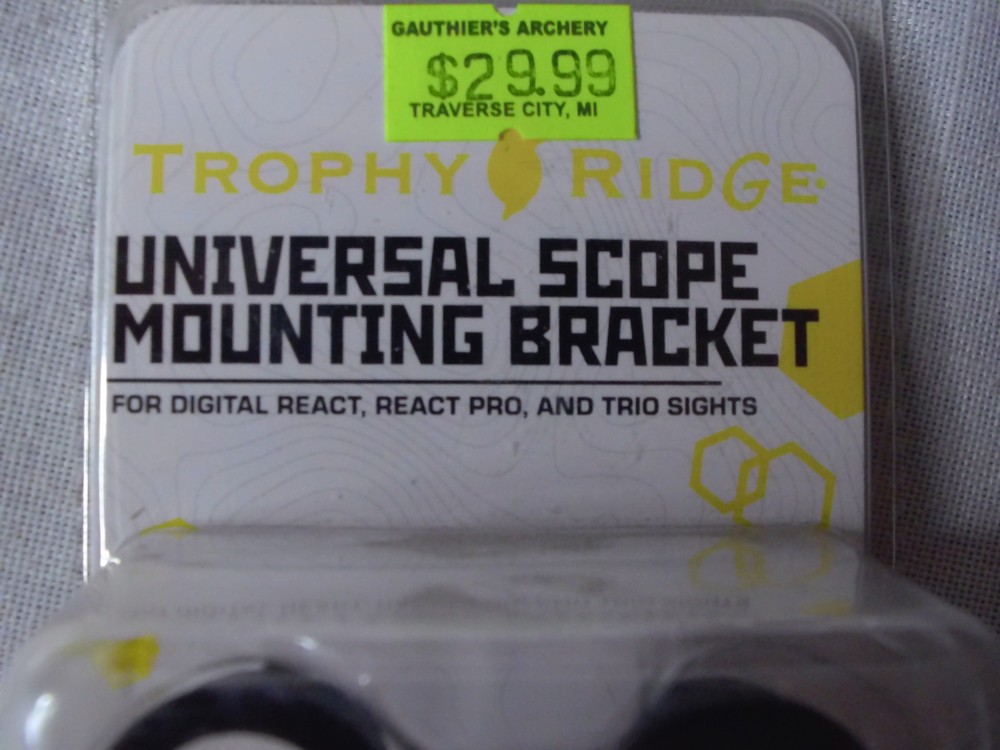 GAUTHIER'S ARCHERY
$29.99
TRAVERSE CITY, MI
TROPHY RIDGE
UNIVERSAL SCOPE
MOUNTING BRACKET
FOR DIGITAL REACT, REACT PRO, AND TRIO SIGHTS